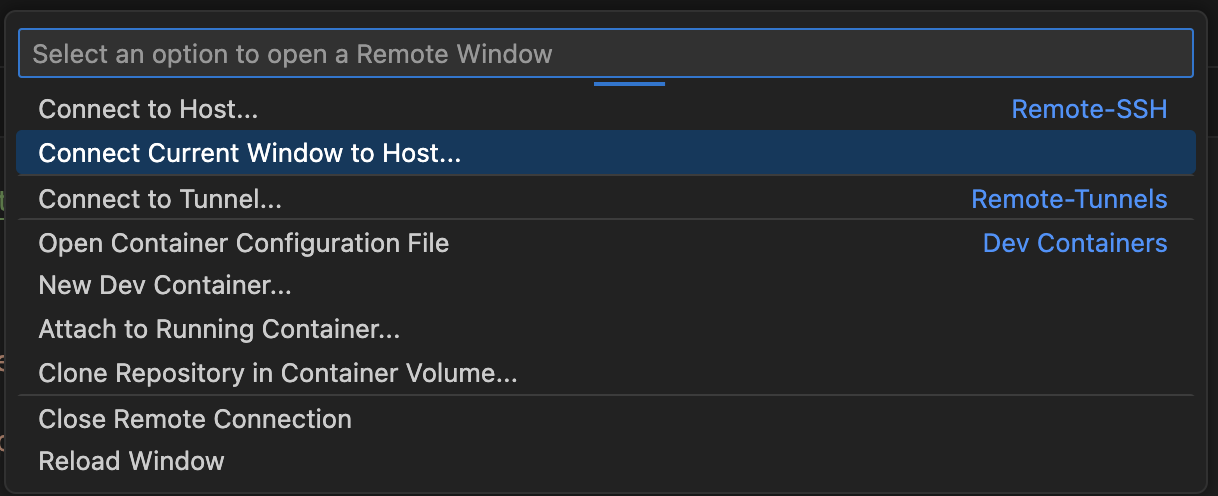 Select an option to open a Remote Window
Connect to Host... Remote-SSH
Connect Current Window to Host...
Connect to Tunnel... Remote-Tunnels
Open Container Configuration File Dev Containers
New Dev Container...
Attach to Running Container...
Clone Repository in Container Volume...
Close Remote Connection
Reload Window